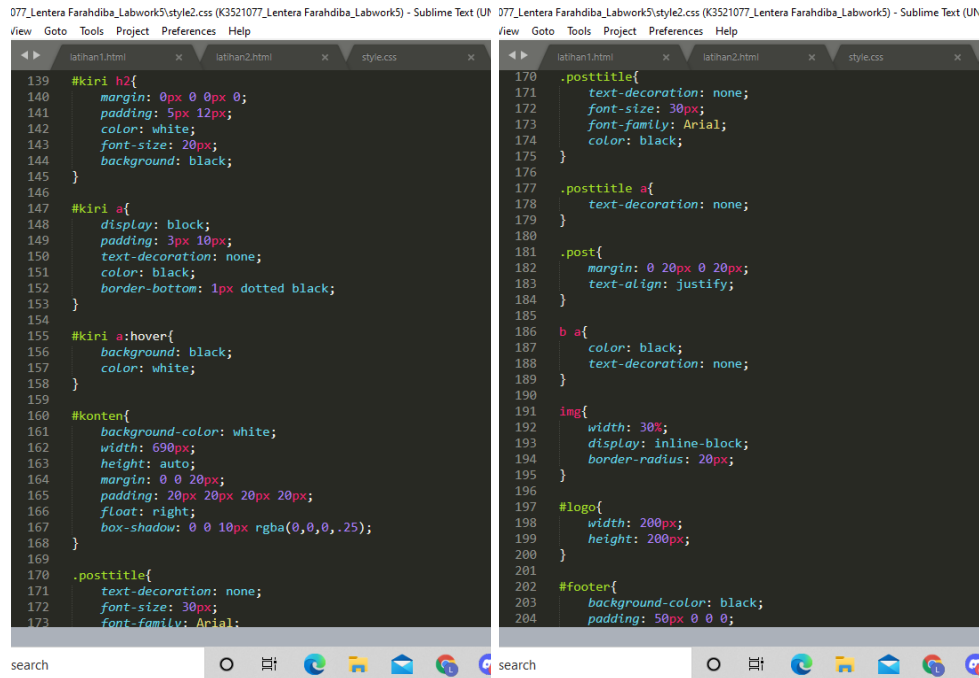 077_Lentera Farahdiba_Labwork5\style2.css (K3521077_Lentera Farahdiba_Labwork5) - Sublime Text (UN
View Goto Tools Project Preferences Help
latihan1.html × latihan2.html × style.css ×
139 #kiri h2{
140 margin: 0px 0 0px 0;
141 padding: 5px 12px;
142 color: white;
143 font-size: 20px;
144 background: black;
145 }
146
147 #kiri a{
148 display: block;
149 padding: 3px 10px;
150 text-decoration: none;
151 color: black;
152 border-bottom: 1px dotted black;
153 }
154
155 #kiri a:hover{
156 background: black;
157 color: white;
158 }
159
160 #konten{
161 background-color: white;
162 width: 690px;
163 height: auto;
164 margin: 0 0 20px;
165 padding: 20px 20px 20px 20px;
166 float: right;
167 box-shadow: 0 0 10px rgba(0,0,0,.25);
168 }
169
170 .posttitle{
171 text-decoration: none;
172 font-size: 30px;
173 font-family: Arial;
search
077_Lentera Farahdiba_Labwork5\style2.css (K3521077_Lentera Farahdiba_Labwork5) - Sublime Text (UN
View Goto Tools Project Preferences Help
latihan1.html × latihan2.html × style.css ×
170 .posttitle{
171 text-decoration: none;
172 font-size: 30px;
173 font-family: Arial;
174 color: black;
175 }
176
177 .posttitle a{
178 text-decoration: none;
179 }
180
181 .post{
182 margin: 0 20px 0 20px;
183 text-align: justify;
184 }
185
186 b a{
187 color: black;
188 text-decoration: none;
189 }
190
191 img{
192 width: 30%;
193 display: inline-block;
194 border-radius: 20px;
195 }
196
197 #logo{
198 width: 200px;
199 height: 200px;
200 }
201
202 #footer{
203 background-color: black;
204 padding: 50px 0 0 0;
search